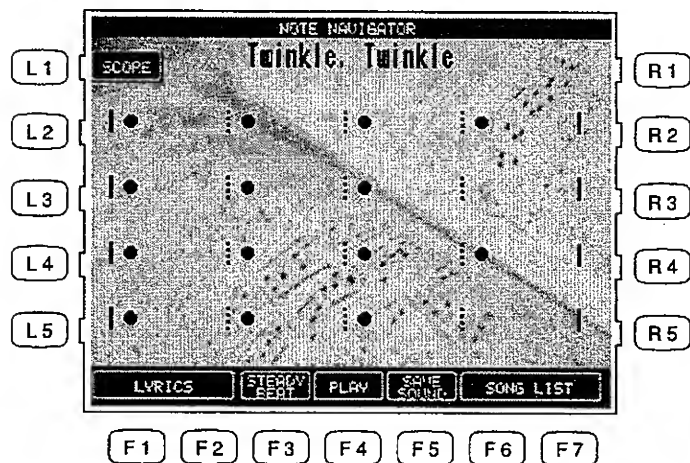 NOTE NAVIGATOR
Twinkle, Twinkle
L1 SCOPE R1
L2 R2
L3 R3
L4 R4
L5 R5
LYRICS STEADY BEAT PLAY SAME SOUND SONG LIST
F1 F2 F3 F4 F5 F6 F7